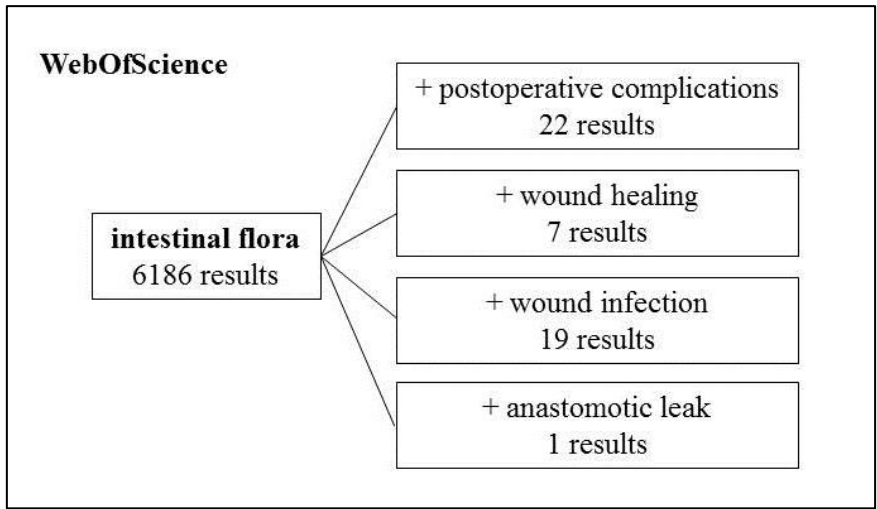 WebOfScience
+ postoperative complications
22 results
+ wound healing
7 results
intestinal flora
6186 results
+ wound infection
19 results
+ anastomotic leak
1 results